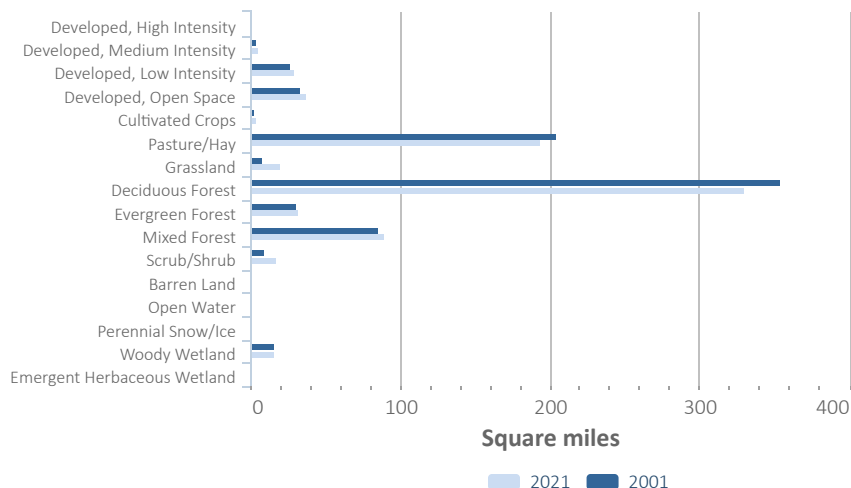 Developed, High Intensity
Developed, Medium Intensity
Developed, Low Intensity
Developed, Open Space
Cultivated Crops
Pasture/Hay
Grassland
Deciduous Forest
Evergreen Forest
Mixed Forest
Scrub/Shrub
Barren Land
Open Water
Perennial Snow/Ice
Woody Wetland
Emergent Herbaceous Wetland
0 100 200 300 400
Square miles
2021 2001